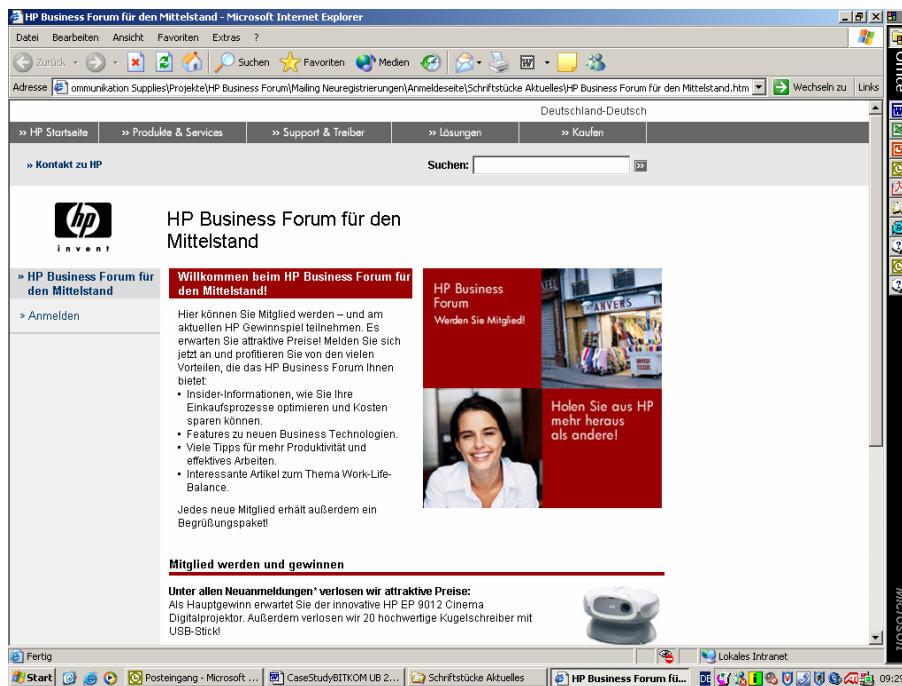 HP Business Forum für den Mittelstand - Microsoft Internet Explorer
Datei Bearbeiten Ansicht Favoriten Extras ?
Zurück Suchen Favoriten Medien
Adresse ommunikation Supplies\Projekte\HP Business Forum\Mailing Neuregistrierungen\Anmeldeseite\Schriftstücke Aktuelles\HP Business Forum für den Mittelstand.htm Wechseln zu Links
Office
Deutschland-Deutsch
» HP Startseite » Produkte & Services » Support & Treiber » Lösungen » Kaufen
» Kontakt zu HP Suchen: »
hp
invent
HP Business Forum für den
Mittelstand
» HP Business Forum für
den Mittelstand
» Anmelden
Willkommen beim HP Business Forum für
den Mittelstand!
Hier können Sie Mitglied werden – und am
aktuellen HP Gewinnspiel teilnehmen. Es
erwarten Sie attraktive Preise! Melden Sie sich
jetzt an und profitieren Sie von den vielen
Vorteilen, die das HP Business Forum Ihnen
bietet:
• Insider-Informationen, wie Sie Ihre
Einkaufsprozesse optimieren und Kosten
sparen können.
• Features zu neuen Business Technologien.
• Viele Tipps für mehr Produktivität und
effektives Arbeiten.
• Interessante Artikel zum Thema Work-Life-
Balance.
Jedes neue Mitglied erhält außerdem ein
Begrüßungspaket!
HP Business
Forum
Werden Sie Mitglied!
ANVERS
Holen Sie aus HP
mehr heraus
als andere!
Mitglied werden und gewinnen
Unter allen Neuanmeldungen* verlosen wir attraktive Preise:
Als Hauptgewinn erwartet Sie der innovative HP EP 9012 Cinema
Digitalprojektor. Außerdem verlosen wir 20 hochwertige Kugelschreiber mit
USB-Stick!
Microsoft
Fertig Lokales Intranet
Start Posteingang - Microsoft ... CaseStudyBITKOM UB 2... Schriftstücke Aktuelles HP Business Forum fü... DE 09:29